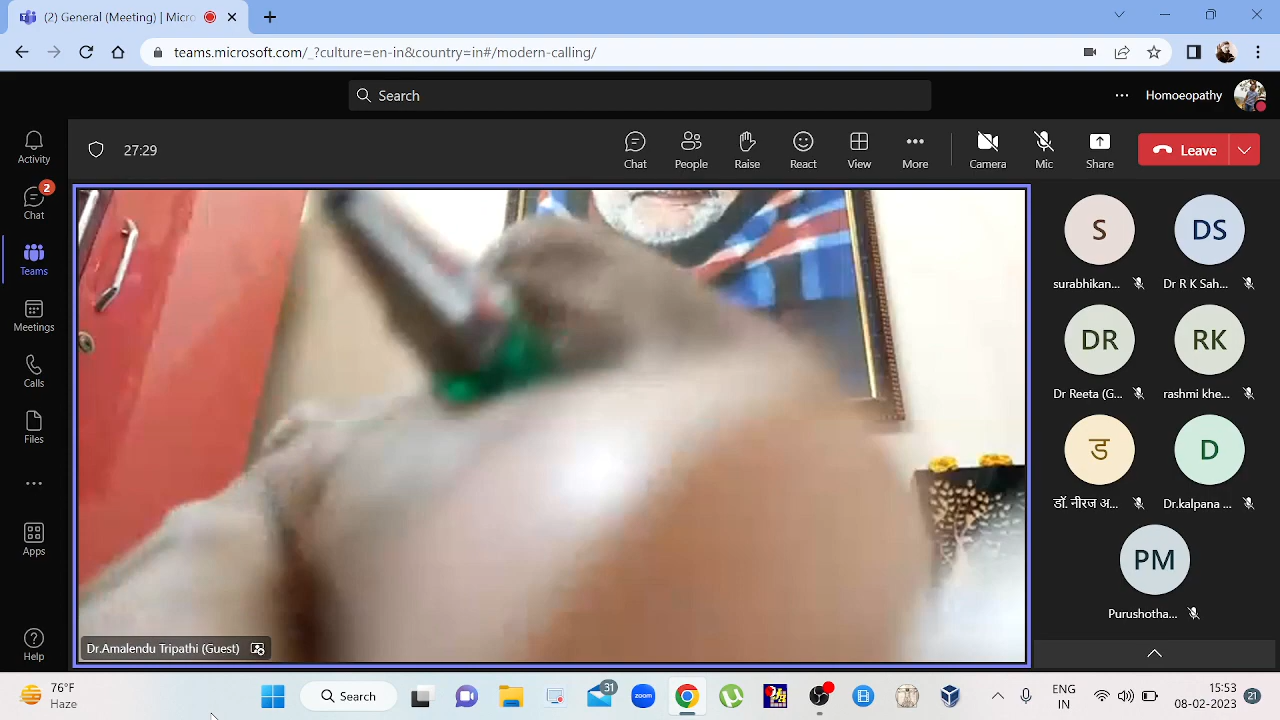 (2) General (Meeting) | Micro
teams.microsoft.com/_?culture=en-in&country=in#/modern-calling/
Search
Homoeopathy
27:29
Chat
People
Raise
React
View
More
Camera
Mic
Share
Leave
Activity
2
Chat
Teams
Meetings
Calls
Files
Apps
Help
S
surabhikan...
DS
Dr R K Sah...
DR
Dr Reeta (G...
RK
rashmi khe...
ड
डॉ. नीरज अ...
D
Dr.kalpana ...
PM
Purushotha...
Dr.Amalendu Tripathi (Guest)
76°F
Haze
Search
31
zoom
ENG
IN
15:53
08-02-2023
21